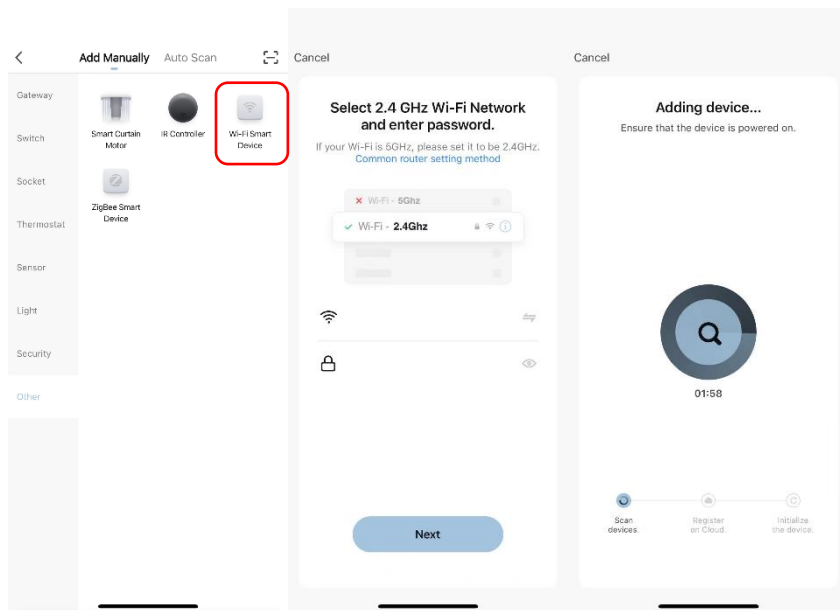 Add Manually
Auto Scan
Gateway
Switch
Socket
Thermostat
Sensor
Light
Security
Other
Smart Curtain
Motor
IR Controller
Wi-Fi Smart
Device
ZigBee Smart
Device
Cancel
Select 2.4 GHz Wi-Fi Network
and enter password.
If your Wi-Fi is 5GHz, please set it to be 2.4GHz.
Common router setting method
Wi-Fi - 5Ghz
Wi-Fi - 2.4Ghz
Next
Cancel
Adding device...
Ensure that the device is powered on.
01:58
Scan
devices.
Register
on Cloud.
Initialize
the device.